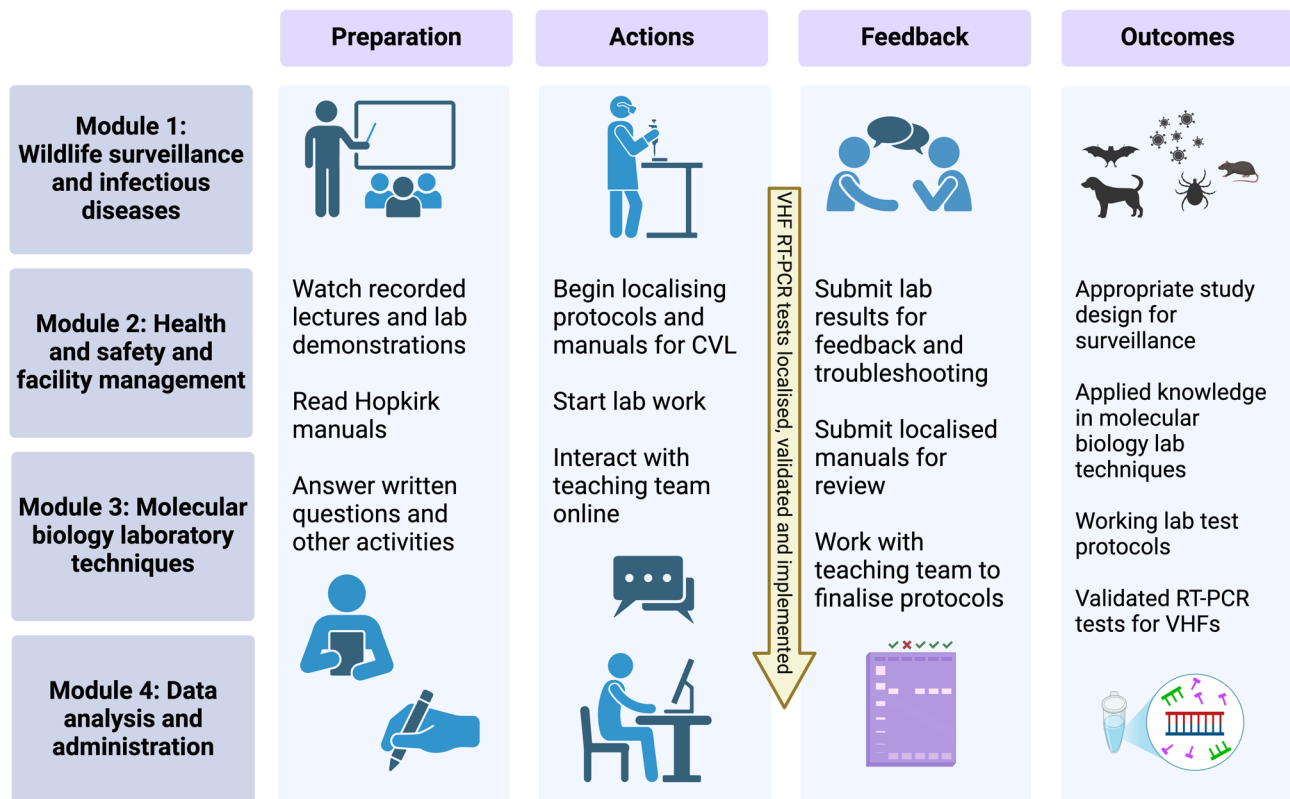 Preparation
Actions
Feedback
Outcomes
Module 1:
Wildlife surveillance
and infectious
diseases
Module 2: Health
and safety and
facility management
Module 3: Molecular
biology laboratory
techniques
Module 4: Data
analysis and
administration
Watch recorded
lectures and lab
demonstrations
Read Hopkirk
manuals
Answer written
questions and
other activities
Begin localising
protocols and
manuals for CVL
Start lab work
Interact with
teaching team
online
VHF RT-PCR tests localised, validated and implemented
Submit lab
results for
feedback and
troubleshooting
Submit localised
manuals for
review
Work with
teaching team to
finalise protocols
Appropriate study
design for
surveillance
Applied knowledge
in molecular
biology lab
techniques
Working lab test
protocols
Validated RT-PCR
tests for VHFs